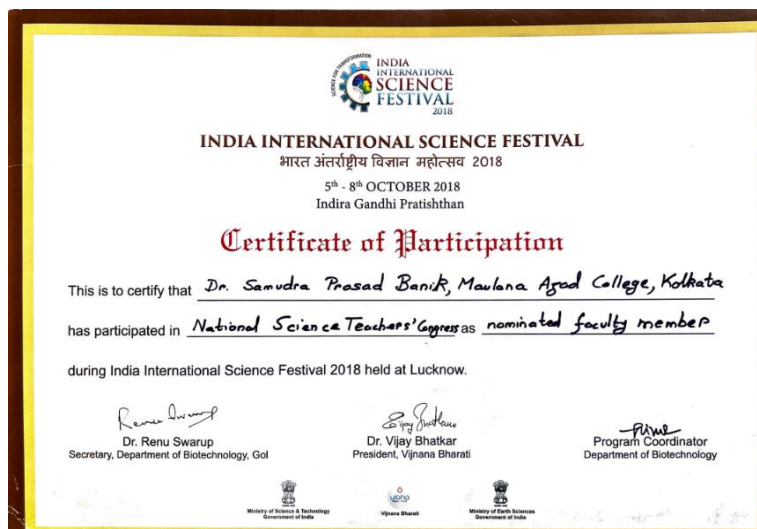 SCIENCE FOR TRANSFORMATION
INDIA
INTERNATIONAL
SCIENCE
FESTIVAL
2018
INDIA INTERNATIONAL SCIENCE FESTIVAL
भारत अंतर्राष्ट्रीय विज्ञान महोत्सव 2018
5th - 8th OCTOBER 2018
Indira Gandhi Pratishthan
Certificate of Participation
This is to certify that Dr. Samudra Prasad Banik, Maulana Azad College, Kolkata
has participated in National Science Teachers' Congress as nominated faculty member
during India International Science Festival 2018 held at Lucknow.
Renu Swarup
Vijay Bhatkar
Dr. Renu Swarup
Secretary, Department of Biotechnology, GoI
Dr. Vijay Bhatkar
President, Vijnana Bharati
Program Coordinator
Department of Biotechnology
Ministry of Science & Technology
Government of India
Vijnana Bharati
Ministry of Earth Sciences
Government of India